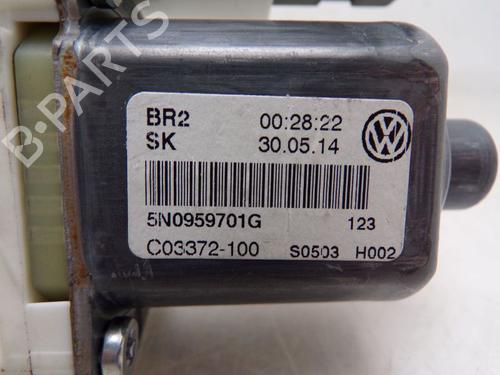 B-PARTS
BR2 00:28:22
SK 30.05.14
5N0959701G 123
C03372-100 S0503 H002